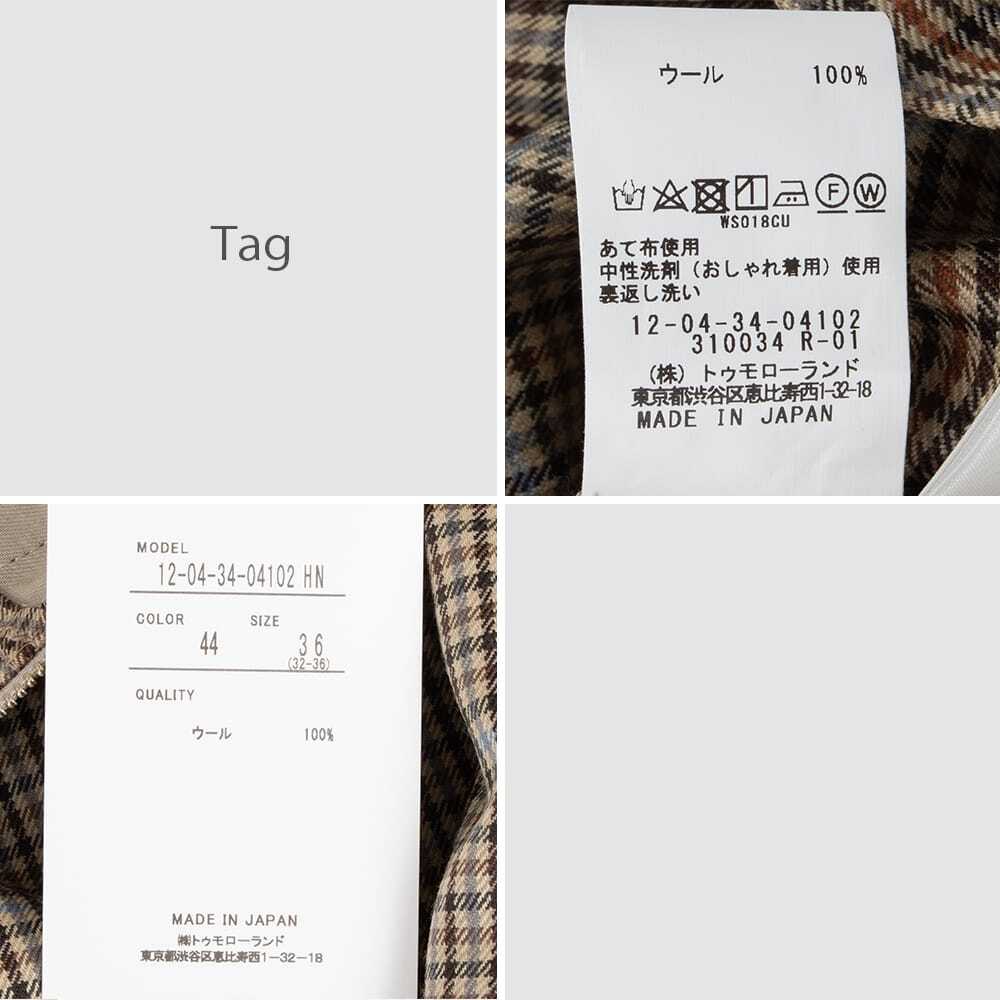 Tag
ウール 100%
F W
WS018CU
あて布使用
中性洗剤（おしゃれ着用）使用
裏返し洗い
12-04-34-04102
310034 R-01
（株）トゥモローランド
東京都渋谷区恵比寿西1-32-18
MADE IN JAPAN
MODEL
12-04-34-04102 HN
COLOR SIZE
44 36
(32-36)
QUALITY
ウール 100%
MADE IN JAPAN
㈱トゥモローランド
東京都渋谷区恵比寿西1-32-18